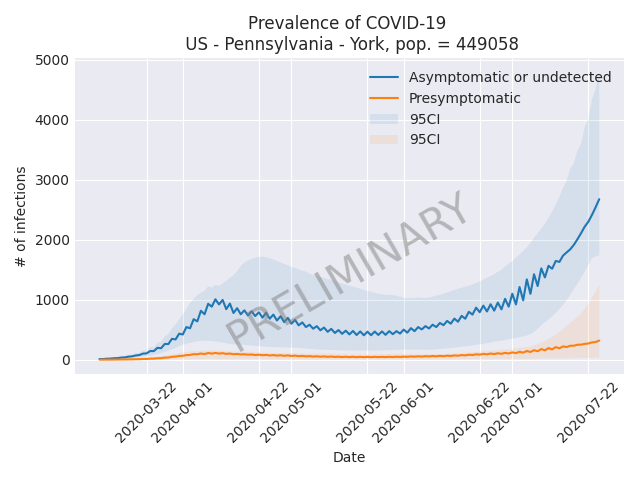 Prevalence of COVID-19
US - Pennsylvania - York, pop. = 449058
5000
4000
3000
2000
1000
0
# of infections
Asymptomatic or undetected
Presymptomatic
95CI
95CI
PRELIMINARY
2020-03-22
2020-04-01
2020-04-22
2020-05-01
2020-05-22
2020-06-01
2020-06-22
2020-07-01
2020-07-22
Date